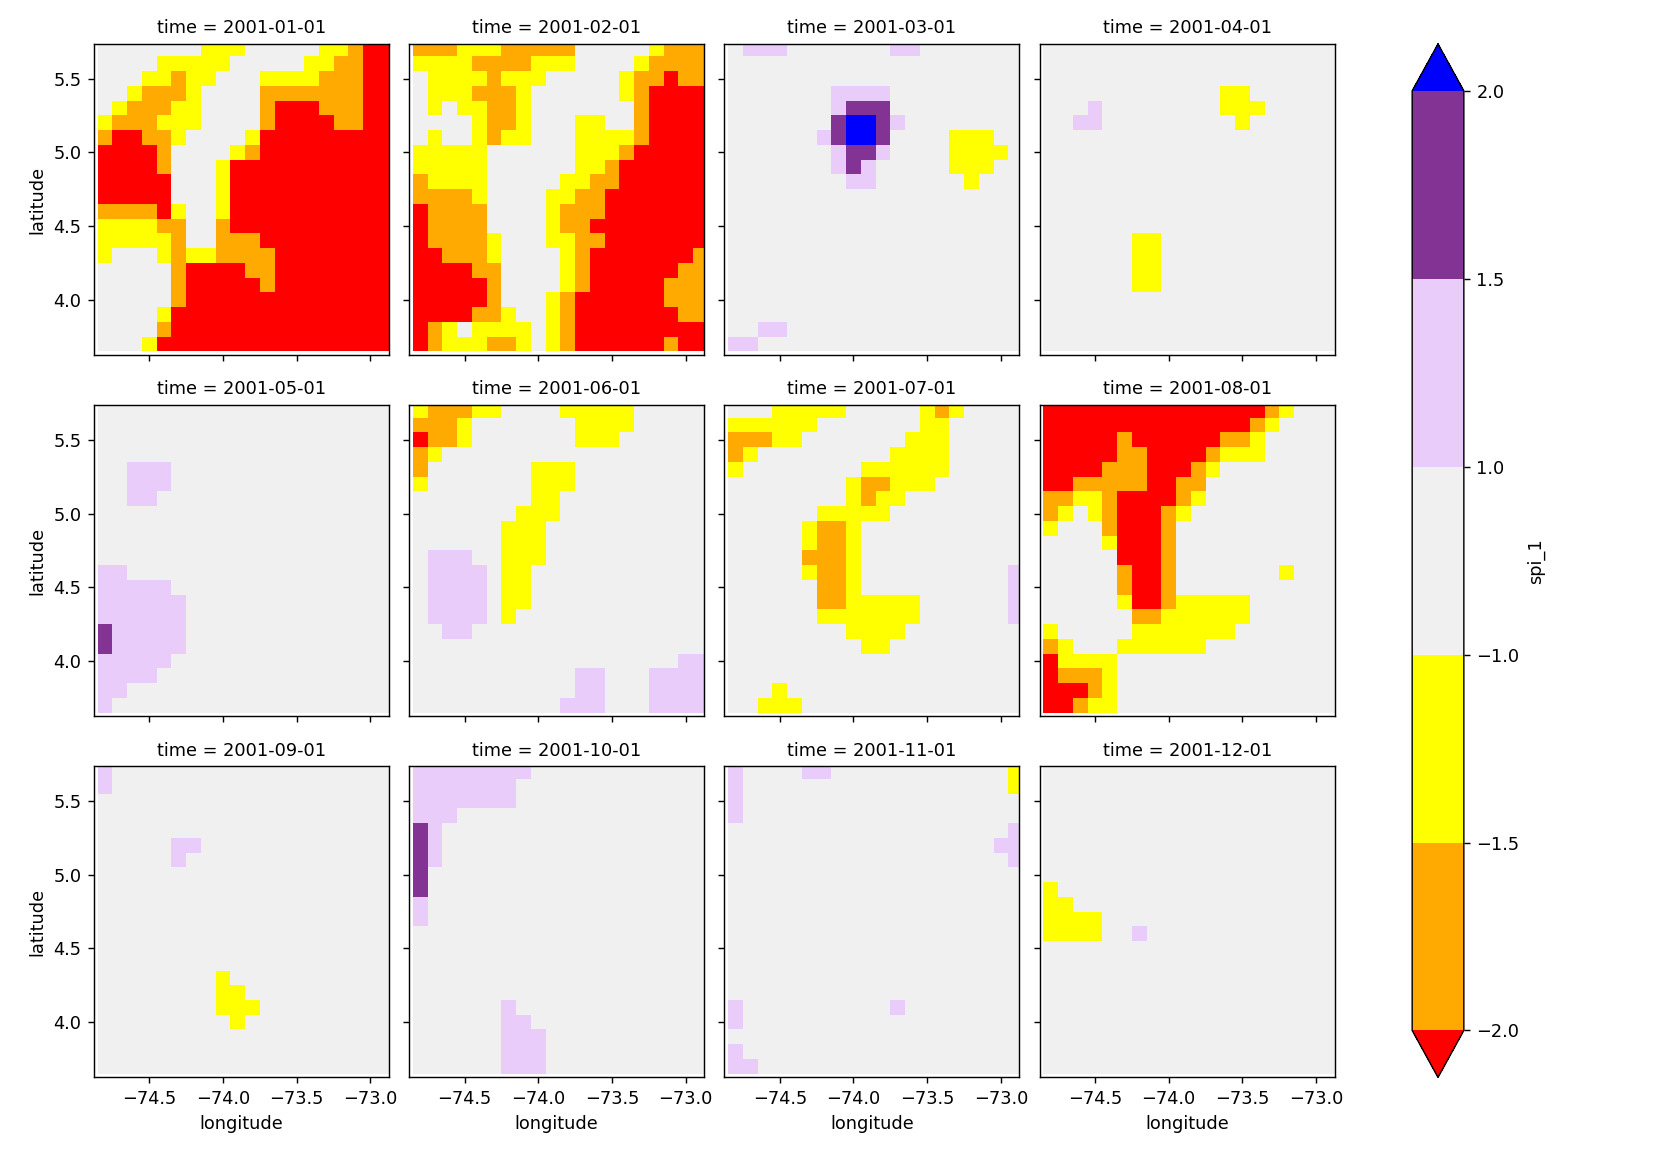 time = 2001-01-01
time = 2001-02-01
time = 2001-03-01
time = 2001-04-01
latitude
5.5
5.0
4.5
4.0
time = 2001-05-01
time = 2001-06-01
time = 2001-07-01
time = 2001-08-01
latitude
5.5
5.0
4.5
4.0
time = 2001-09-01
time = 2001-10-01
time = 2001-11-01
time = 2001-12-01
latitude
5.5
5.0
4.5
4.0
−74.5 −74.0 −73.5 −73.0
longitude
−74.5 −74.0 −73.5 −73.0
longitude
−74.5 −74.0 −73.5 −73.0
longitude
−74.5 −74.0 −73.5 −73.0
longitude
2.0
1.5
1.0
−1.0
−1.5
−2.0
spi_1